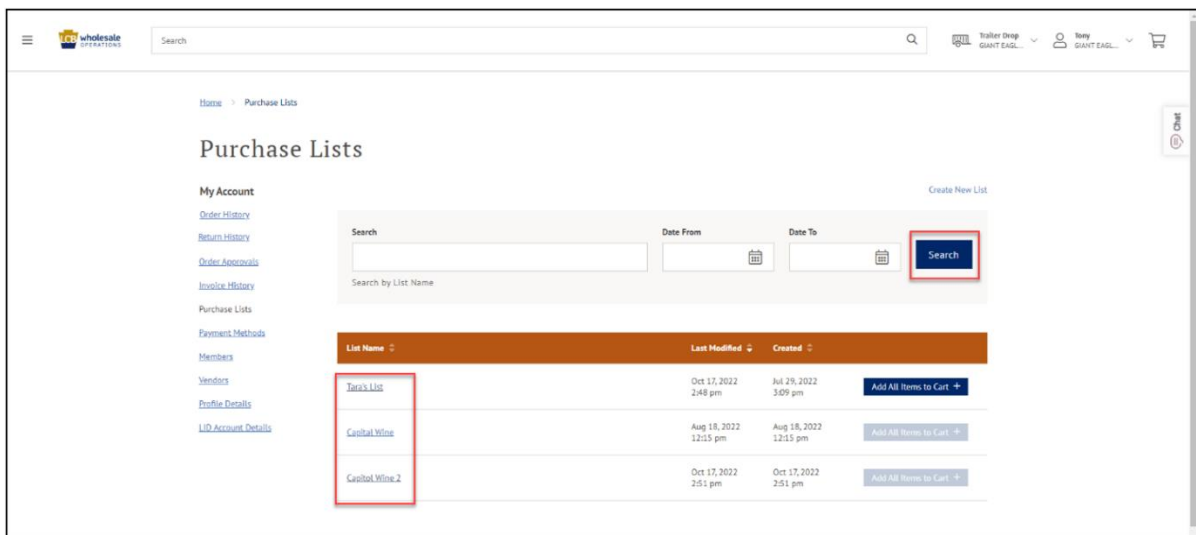 LCB wholesale
OPERATIONS
Search
Trailer Drop
GIANT EAGL...
Tony
GIANT EAGL...
Home > Purchase Lists
Chat
Purchase Lists
My Account
Create New List
Order History
Return History
Order Approvals
Invoice History
Purchase Lists
Payment Methods
Members
Vendors
Profile Details
LID Account Details
Search
Date From
Date To
Search
Search by List Name
List Name
Last Modified
Created
Tara's List
Oct 17, 2022
2:48 pm
Jul 29, 2022
3:09 pm
Add All Items to Cart +
Capital Wine
Aug 18, 2022
12:15 pm
Aug 18, 2022
12:15 pm
Add All Items to Cart +
Capitol Wine 2
Oct 17, 2022
2:51 pm
Oct 17, 2022
2:51 pm
Add All Items to Cart +